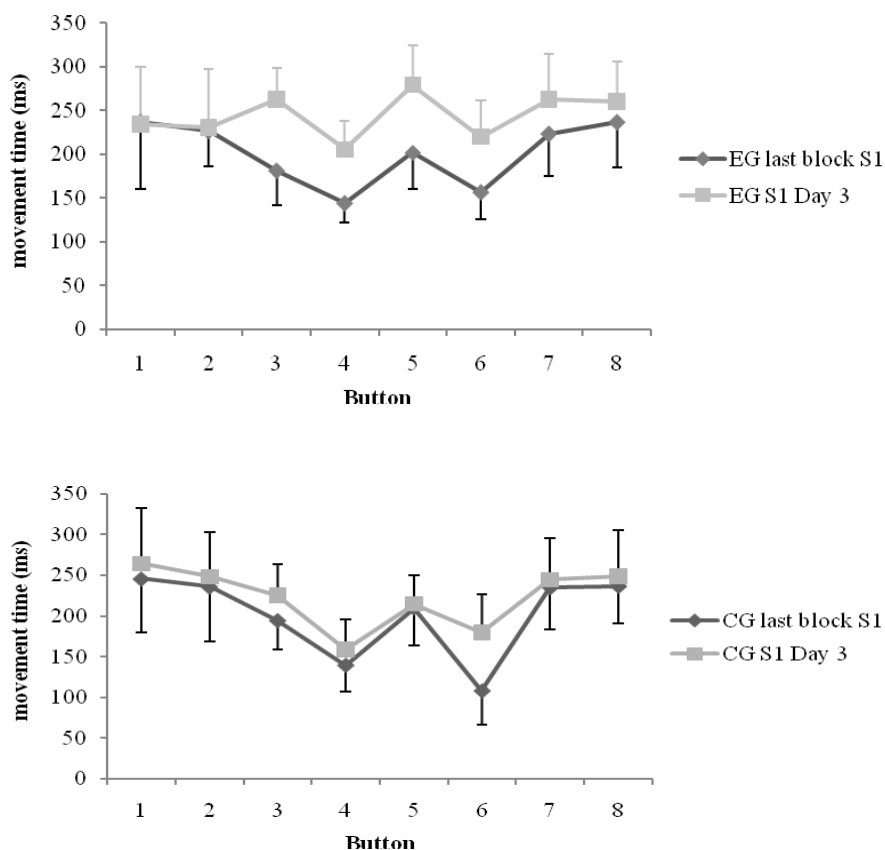 350
300
250
200
150
100
50
0
movement time (ms)
1 2 3 4 5 6 7 8
Button
EG last block S1
EG S1 Day 3
350
300
250
200
150
100
50
0
movement time (ms)
1 2 3 4 5 6 7 8
Button
CG last block S1
CG S1 Day 3